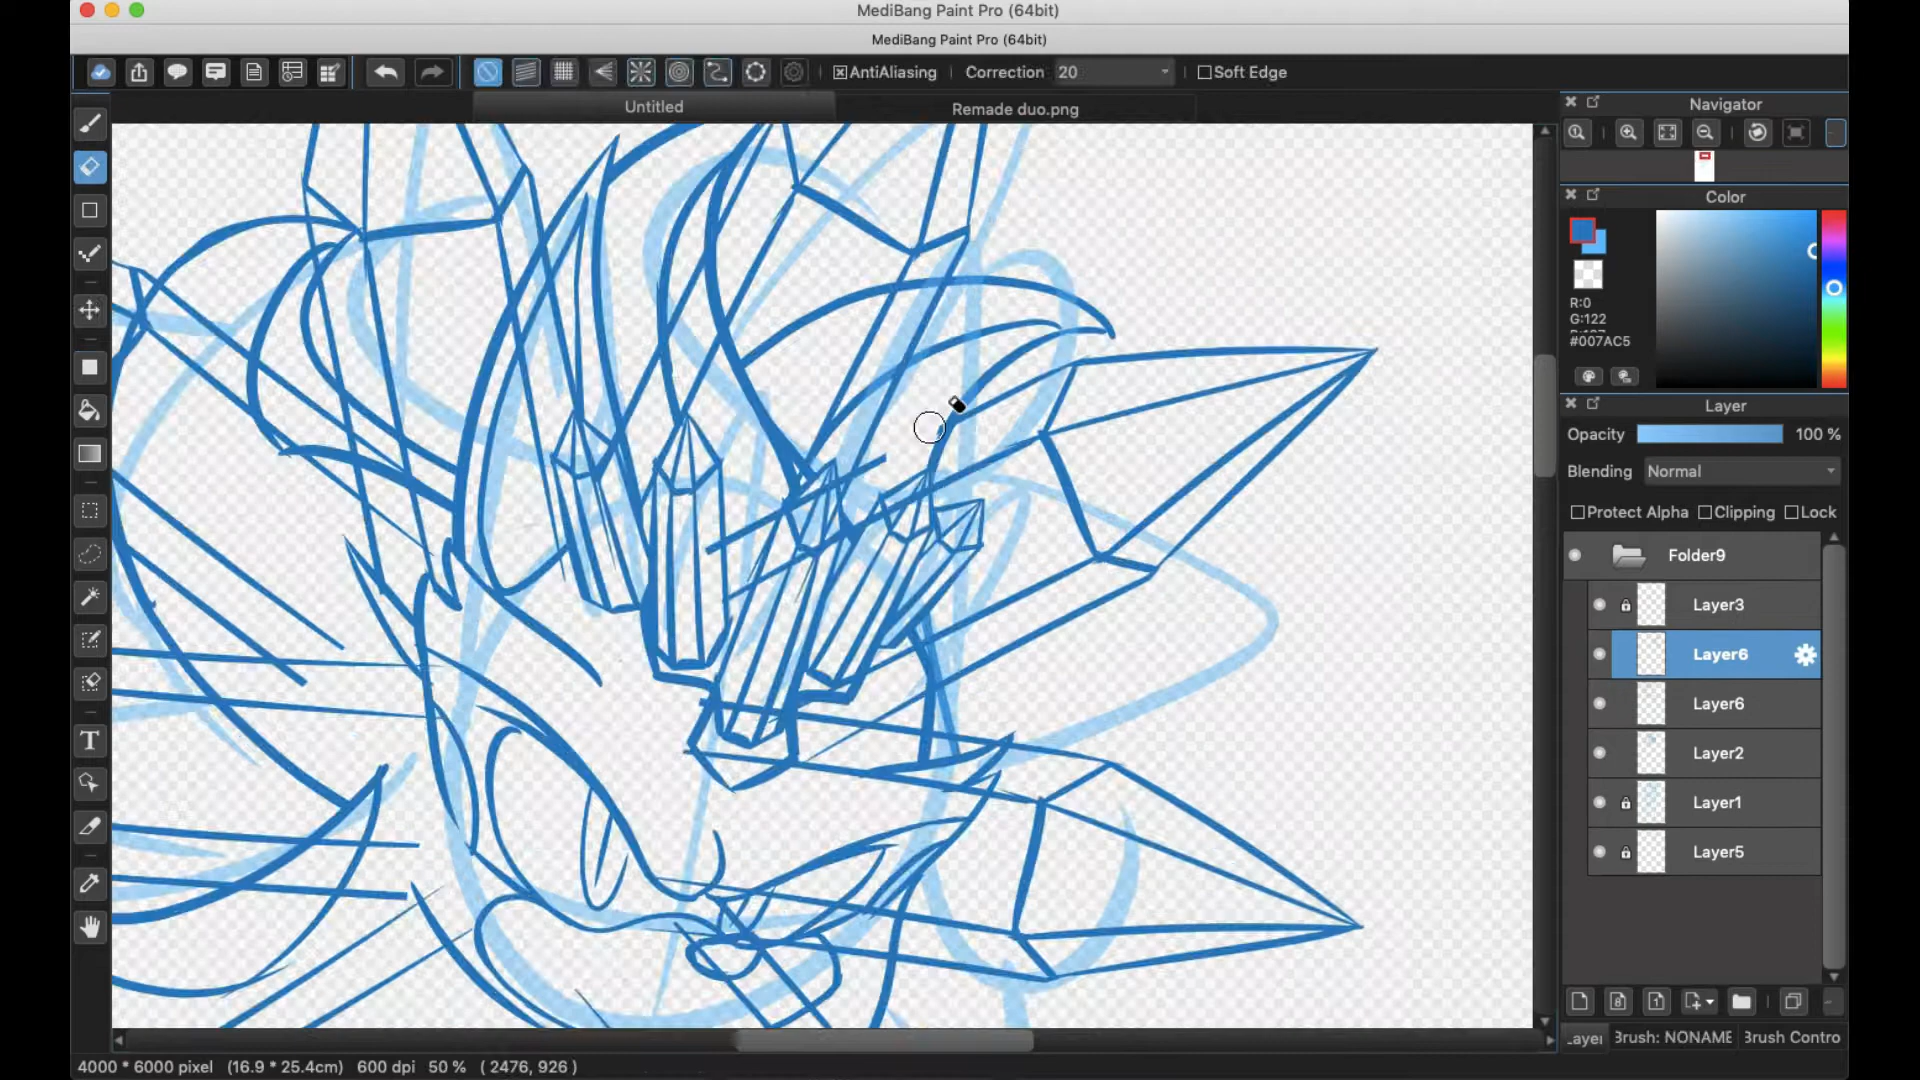 MediBang Paint Pro (64bit)
MediBang Paint Pro (64bit)
AntiAliasing Correction 20 Soft Edge
Untitled
Remade duo.png
Navigator
Color
R:0
G:122
#007AC5
Layer
Opacity 100 %
Blending Normal
Protect Alpha Clipping Lock
Folder9
Layer3
Layer6
Layer6
Layer2
Layer1
Layer5
Brush: NONAME
4000 * 6000 pixel (16.9 * 25.4cm) 600 dpi 50 % ( 2476, 926 )